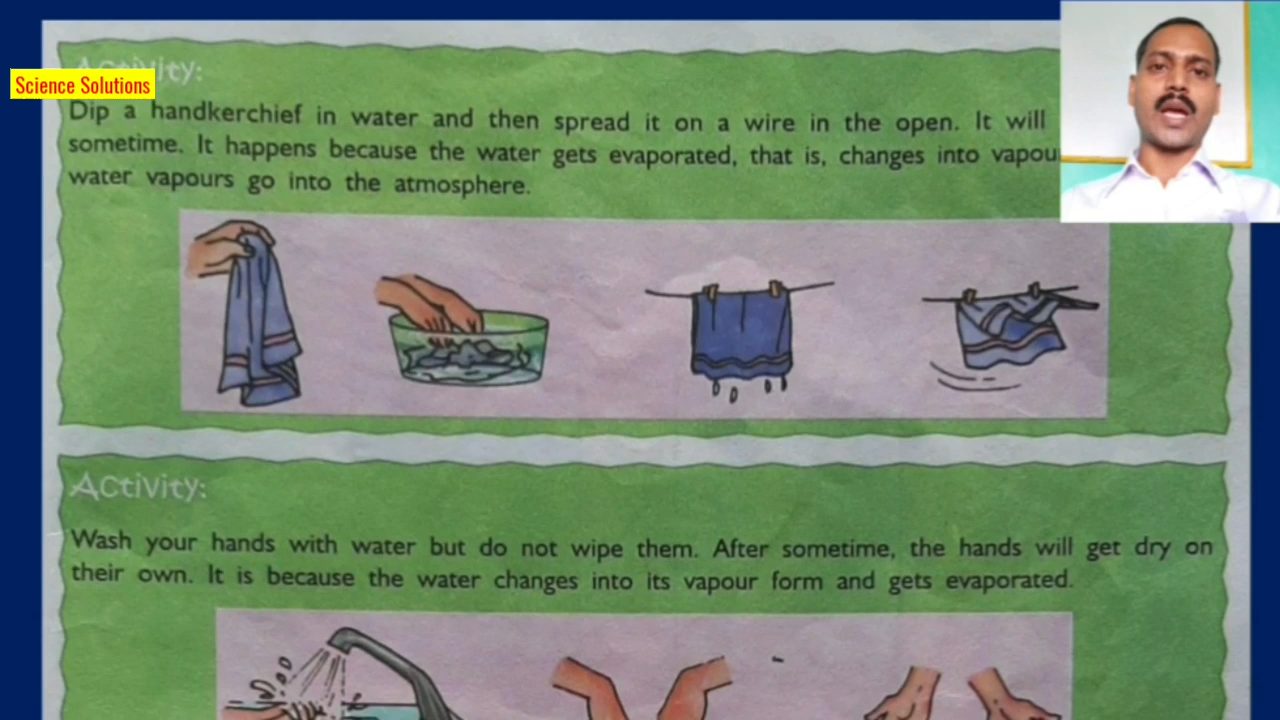 Activity:
Science Solutions
Dip a handkerchief in water and then spread it on a wire in the open. It will
sometime. It happens because the water gets evaporated, that is, changes into vapou
water vapours go into the atmosphere.
Activity:
Wash your hands with water but do not wipe them. After sometime, the hands will get dry on
their own. It is because the water changes into its vapour form and gets evaporated.